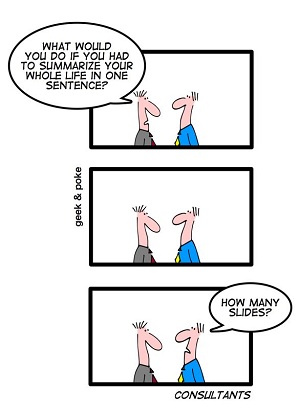 WHAT WOULD
YOU DO IF YOU HAD
TO SUMMARIZE YOUR
WHOLE LIFE IN ONE
SENTENCE?
geek & poke
HOW MANY
SLIDES?
CONSULTANTS